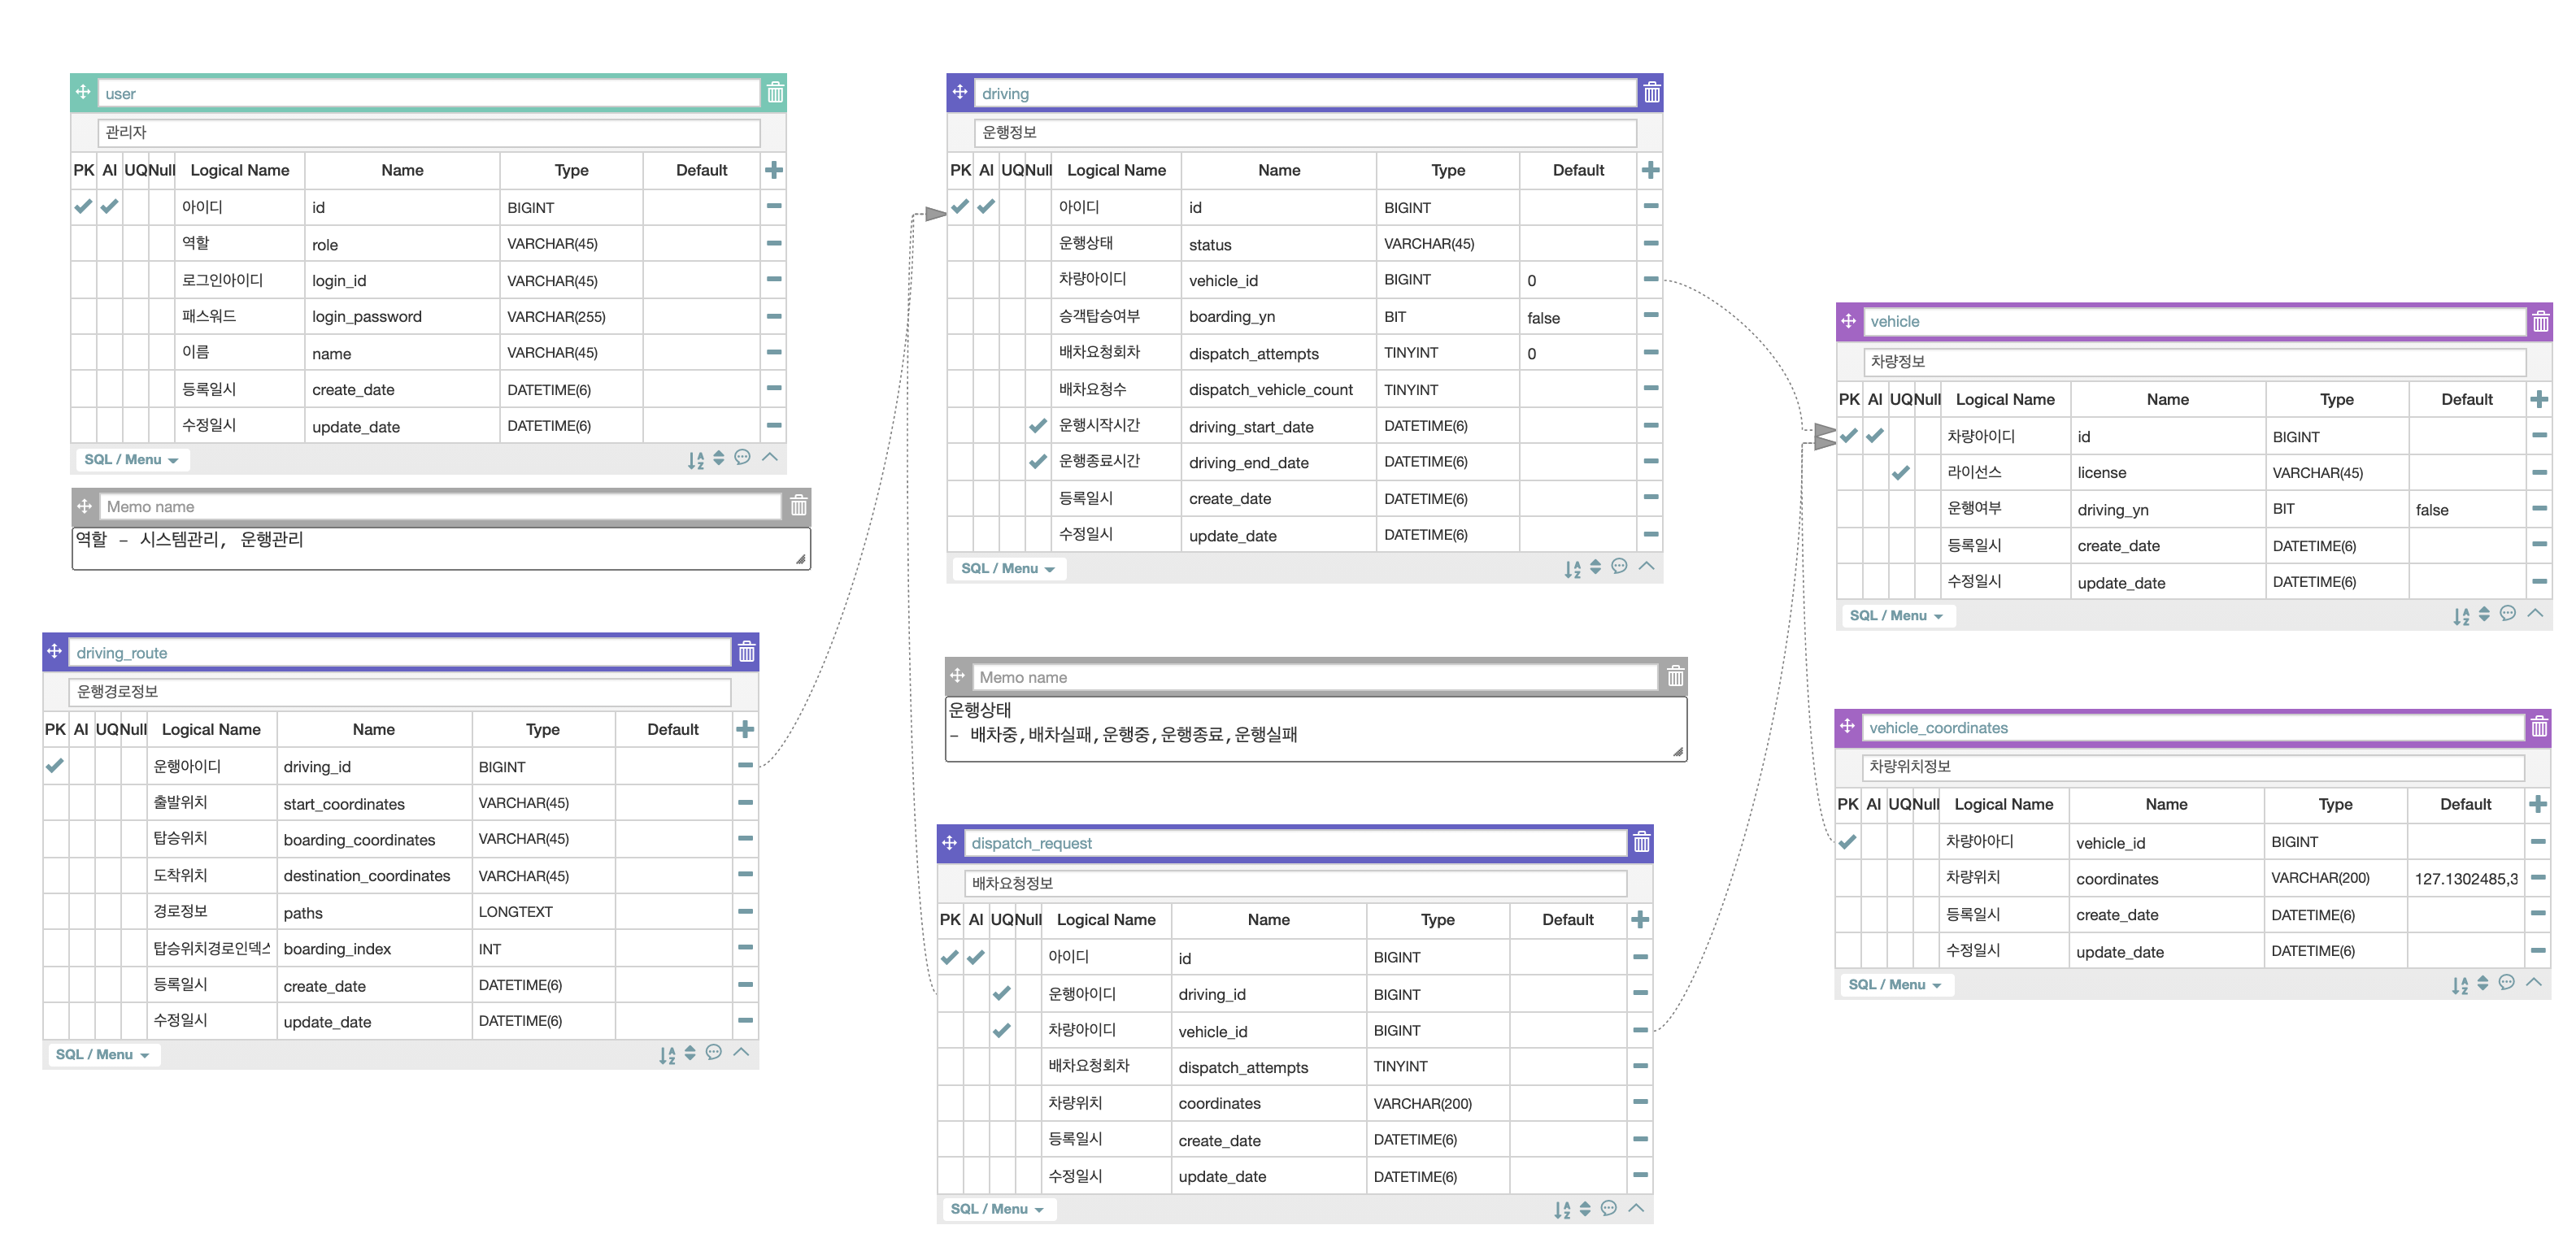 user
관리자
PK AI UQ Null Logical Name Name Type Default
아이디 id BIGINT
역할 role VARCHAR(45)
로그인아이디 login_id VARCHAR(45)
패스워드 login_password VARCHAR(255)
이름 name VARCHAR(45)
등록일시 create_date DATETIME(6)
수정일시 update_date DATETIME(6)
SQL / Menu
Memo name
역할 - 시스템관리, 운행관리
driving_route
운행경로정보
PK AI UQ Null Logical Name Name Type Default
운행아이디 driving_id BIGINT
출발위치 start_coordinates VARCHAR(45)
탑승위치 boarding_coordinates VARCHAR(45)
도착위치 destination_coordinates VARCHAR(45)
경로정보 paths LONGTEXT
탑승위치경로인덱스 boarding_index INT
등록일시 create_date DATETIME(6)
수정일시 update_date DATETIME(6)
SQL / Menu
driving
운행정보
PK AI UQ Null Logical Name Name Type Default
아이디 id BIGINT
운행상태 status VARCHAR(45)
차량아이디 vehicle_id BIGINT 0
승객탑승여부 boarding_yn BIT false
배차요청회차 dispatch_attempts TINYINT 0
배차요청수 dispatch_vehicle_count TINYINT
운행시작시간 driving_start_date DATETIME(6)
운행종료시간 driving_end_date DATETIME(6)
등록일시 create_date DATETIME(6)
수정일시 update_date DATETIME(6)
SQL / Menu
Memo name
운행상태
- 배차중,배차실패,운행중,운행종료,운행실패
dispatch_request
배차요청정보
PK AI UQ Null Logical Name Name Type Default
아이디 id BIGINT
운행아이디 driving_id BIGINT
차량아이디 vehicle_id BIGINT
배차요청회차 dispatch_attempts TINYINT
차량위치 coordinates VARCHAR(200)
등록일시 create_date DATETIME(6)
수정일시 update_date DATETIME(6)
SQL / Menu
vehicle
차량정보
PK AI UQ Null Logical Name Name Type Default
차량아이디 id BIGINT
라이선스 license VARCHAR(45)
운행여부 driving_yn BIT false
등록일시 create_date DATETIME(6)
수정일시 update_date DATETIME(6)
SQL / Menu
vehicle_coordinates
차량위치정보
PK AI UQ Null Logical Name Name Type Default
차량아아디 vehicle_id BIGINT
차량위치 coordinates VARCHAR(200) 127.1302485,3
등록일시 create_date DATETIME(6)
수정일시 update_date DATETIME(6)
SQL / Menu